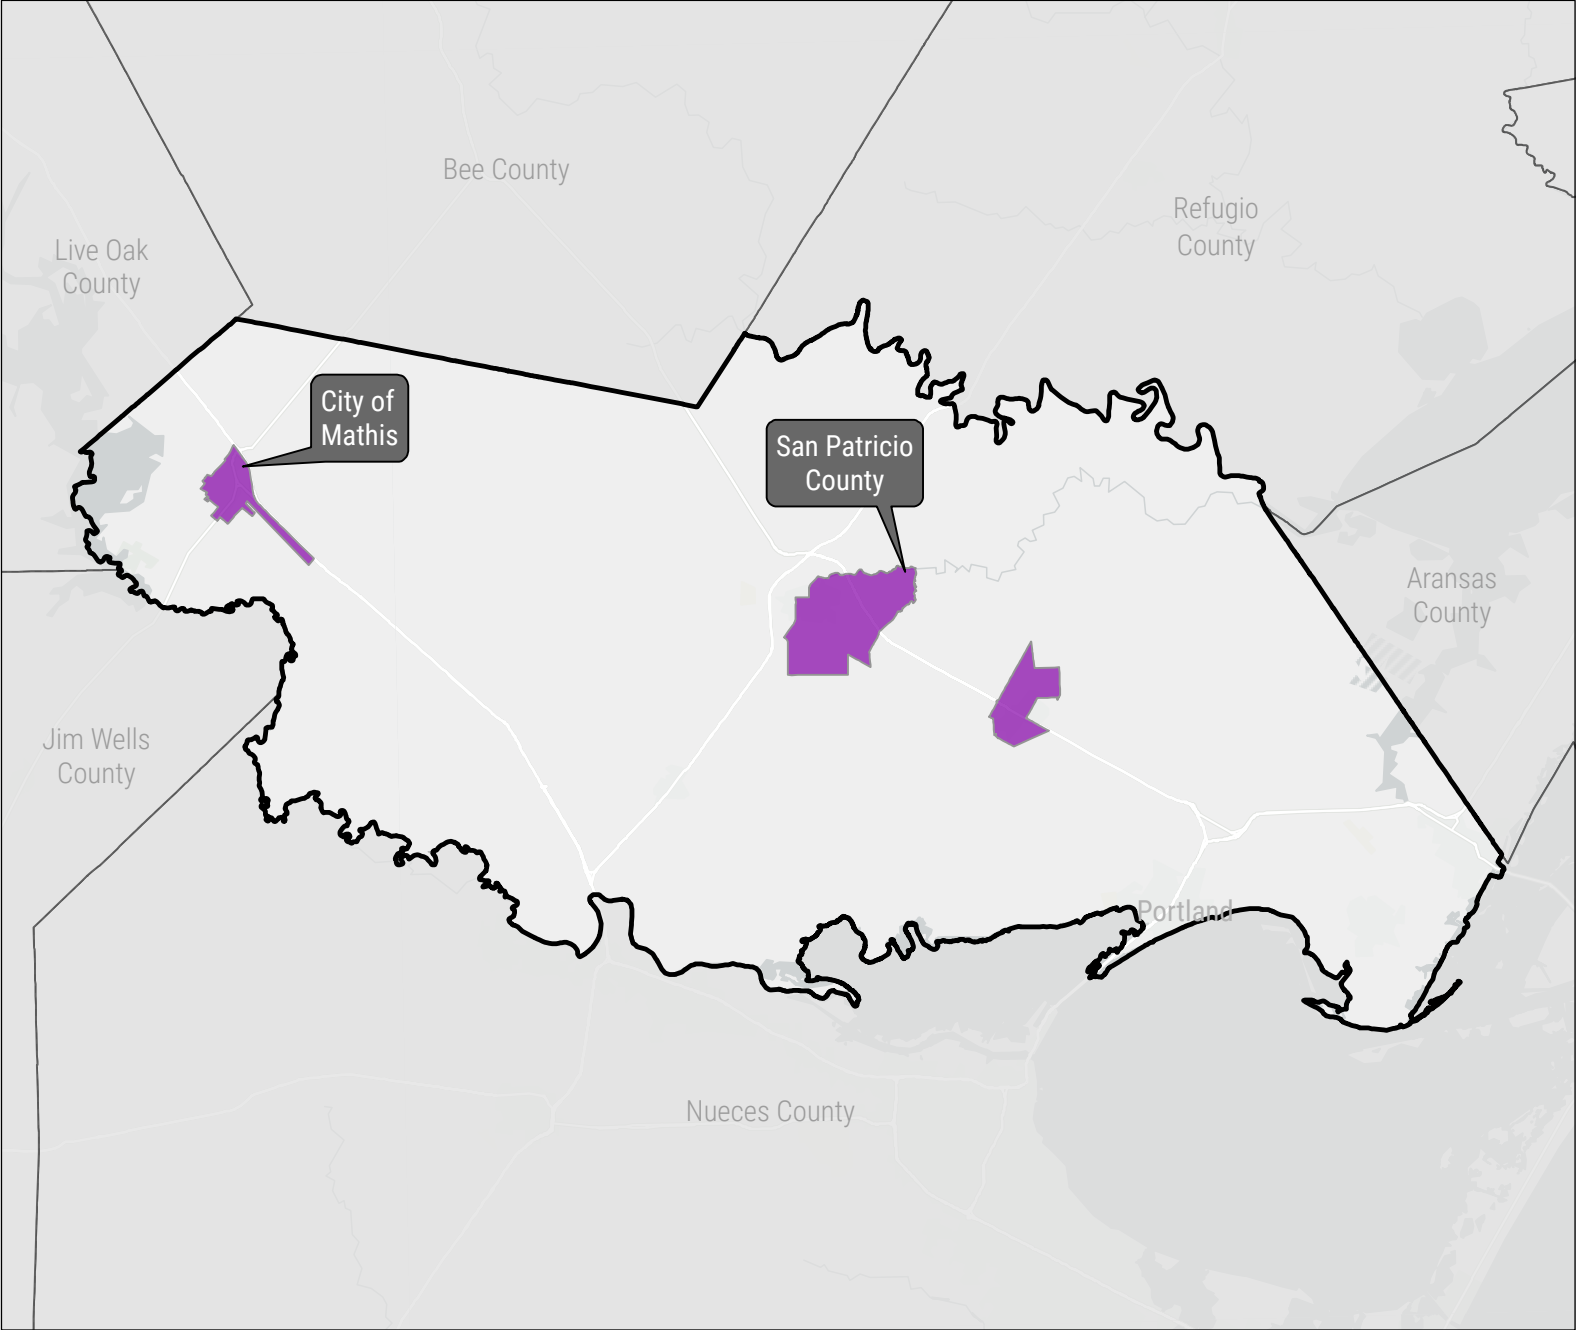 Bee County
Refugio
County
Live Oak
County
City of
Mathis
San Patricio
County
Aransas
County
Jim Wells
County
Portland
Nueces County